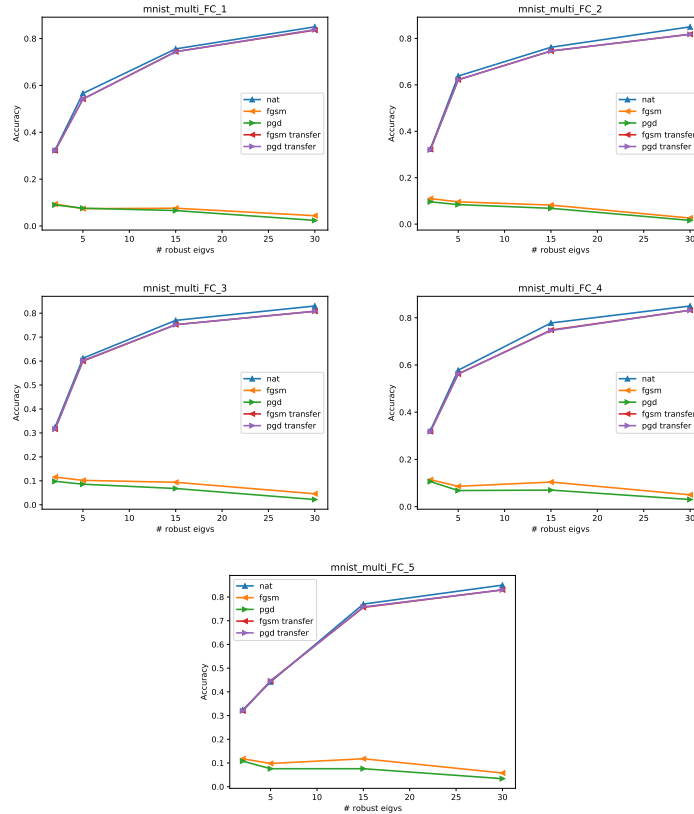 mnist_multi_FC_1
Accuracy
0.8
0.6
0.4
0.2
0.0
nat
fgsm
pgd
fgsm transfer
pgd transfer
5 10 15 20 25 30
# robust eigvs
mnist_multi_FC_2
Accuracy
0.8
0.6
0.4
0.2
0.0
nat
fgsm
pgd
fgsm transfer
pgd transfer
5 10 15 20 25 30
# robust eigvs
mnist_multi_FC_3
Accuracy
0.8
0.7
0.6
0.5
0.4
0.3
0.2
0.1
0.0
nat
fgsm
pgd
fgsm transfer
pgd transfer
5 10 15 20 25 30
# robust eigvs
mnist_multi_FC_4
Accuracy
0.8
0.6
0.4
0.2
0.0
nat
fgsm
pgd
fgsm transfer
pgd transfer
5 10 15 20 25 30
# robust eigvs
mnist_multi_FC_5
Accuracy
0.8
0.7
0.6
0.5
0.4
0.3
0.2
0.1
0.0
nat
fgsm
pgd
fgsm transfer
pgd transfer
5 10 15 20 25 30
# robust eigvs